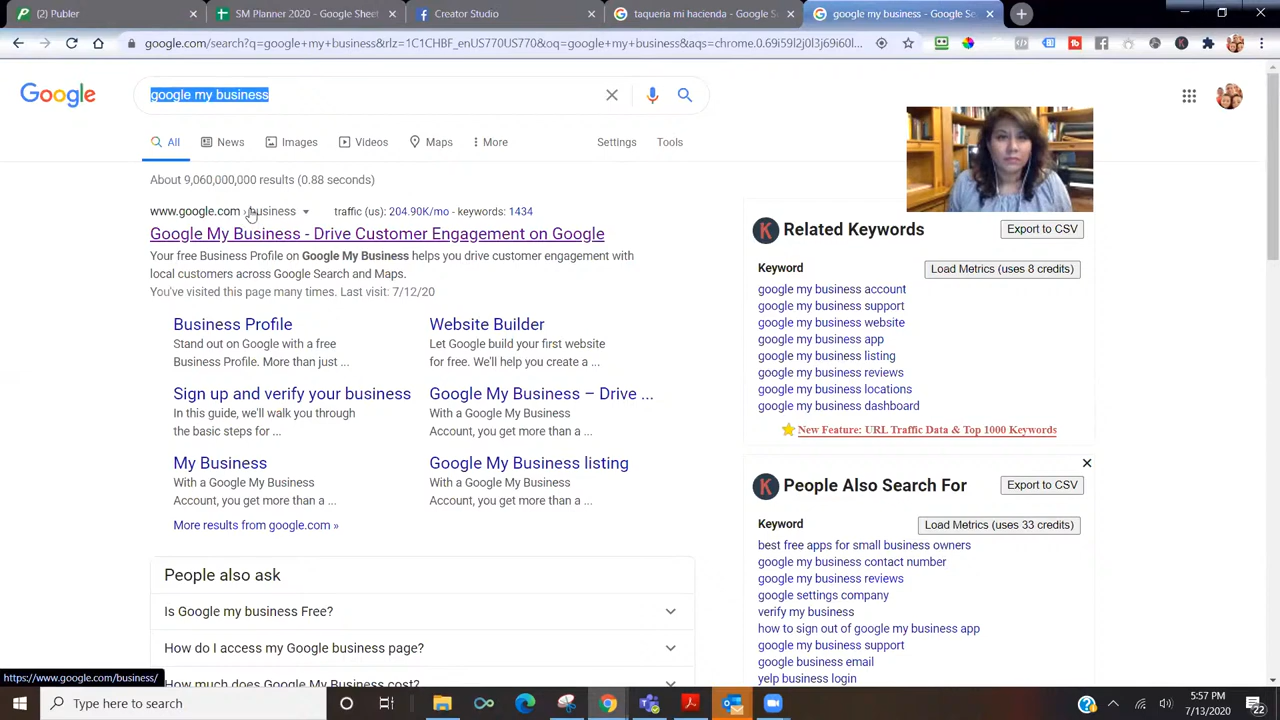 (2) Publer
SM Planner 2020 - Google Sheet
Creator Studio
taqueria mi hacienda - Google S
google my business - Google Se
google.com/search?q=google+my+business&rlz=1C1CHBF_enUS770US770&oq=google+my+business&aqs=chrome.0.69i59l2j0l3j69i60l...
Google
google my business
All
News
Images
Videos
Maps
More
Settings
Tools
About 9,060,000,000 results (0.88 seconds)
www.google.com › business
traffic (us): 204.90K/mo - keywords: 1434
Google My Business - Drive Customer Engagement on Google
Your free Business Profile on Google My Business helps you drive customer engagement with
local customers across Google Search and Maps.
You've visited this page many times. Last visit: 7/12/20
Business Profile
Stand out on Google with a free
Business Profile. More than just ...
Website Builder
Let Google build your first website
for free. We'll help you create a ...
Sign up and verify your business
In this guide, we'll walk you through
the basic steps for ...
Google My Business – Drive ...
With a Google My Business
Account, you get more than a ...
My Business
With a Google My Business
Account, you get more than a ...
Google My Business listing
With a Google My Business
Account, you get more than a ...
More results from google.com »
People also ask
Is Google my business Free?
How do I access my Google business page?
How much does Google My Business cost?
https://www.google.com/business/
K Related Keywords
Export to CSV
Keyword
Load Metrics (uses 8 credits)
google my business account
google my business support
google my business website
google my business app
google my business listing
google my business reviews
google my business locations
google my business dashboard
New Feature: URL Traffic Data & Top 1000 Keywords
K People Also Search For
Export to CSV
Keyword
Load Metrics (uses 33 credits)
best free apps for small business owners
google my business contact number
google my business reviews
google settings company
verify my business
how to sign out of google my business app
google my business support
google business email
yelp business login
Type here to search
5:57 PM
7/13/2020
22